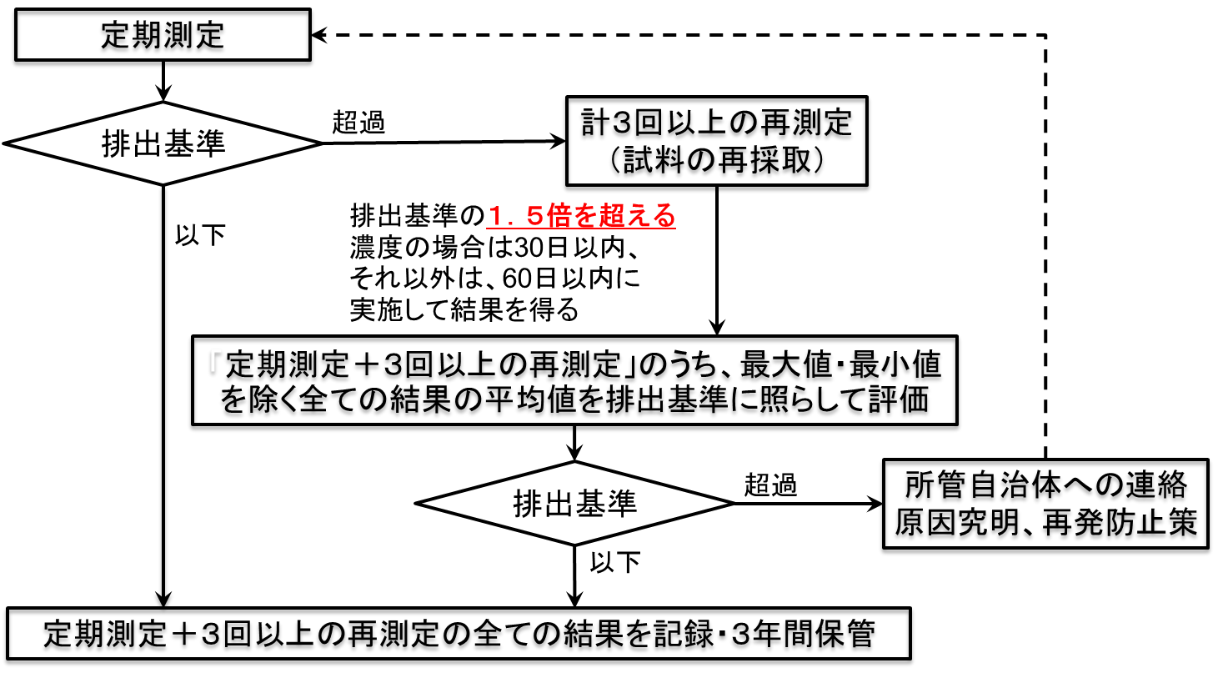 定期測定
排出基準
超過
計３回以上の再測定
（試料の再採取）
以下
排出基準の１．５倍を超える
濃度の場合は30日以内、
それ以外は、60日以内に
実施して結果を得る
『定期測定＋３回以上の再測定」のうち、最大値・最小値
を除く全ての結果の平均値を排出基準に照らして評価
排出基準
超過
所管自治体への連絡
原因究明、再発防止策
以下
定期測定＋３回以上の再測定の全ての結果を記録・３年間保管